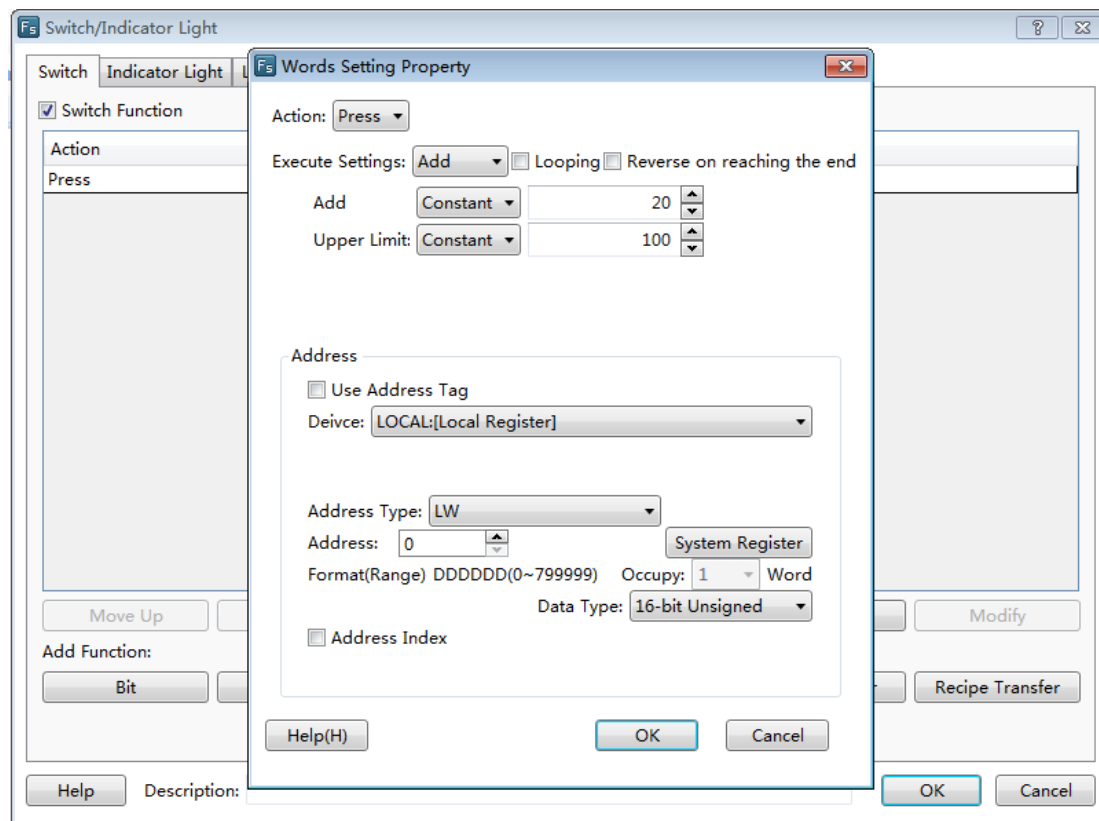 Fs Switch/Indicator Light
Switch Indicator Light
Fs Words Setting Property
Switch Function
Action: Press
Action
Press
Execute Settings: Add Looping Reverse on reaching the end
Add Constant 20
Upper Limit: Constant 100
Address
Use Address Tag
Deivce: LOCAL:[Local Register]
Address Type: LW
Address: 0 System Register
Format(Range) DDDDDD(0~799999) Occupy: 1 Word
Data Type: 16-bit Unsigned
Address Index
Move Up Modify
Add Function:
Bit Recipe Transfer
Help(H) OK Cancel
Help Description: OK Cancel